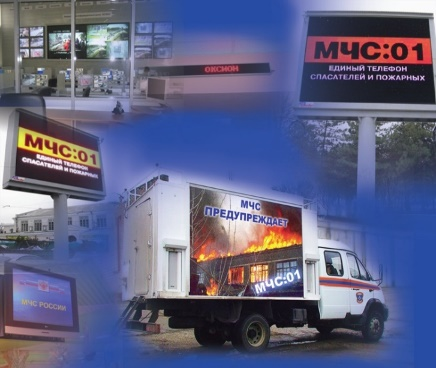 ОКСИОН
МЧС:01
ЕДИНЫЙ ТЕЛЕФОН
СПАСАТЕЛЕЙ И ПОЖАРНЫХ
МЧС:01
ЕДИНЫЙ ТЕЛЕФОН
СПАСАТЕЛЕЙ И ПОЖАРНЫХ
МЧС
ПРЕДУПРЕЖДАЕТ
МЧС:01
МЧС РОССИИ